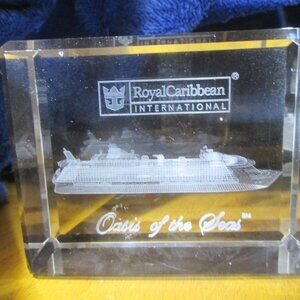 RoyalCaribbean®
INTERNATIONAL
Oasis of the Seas℠